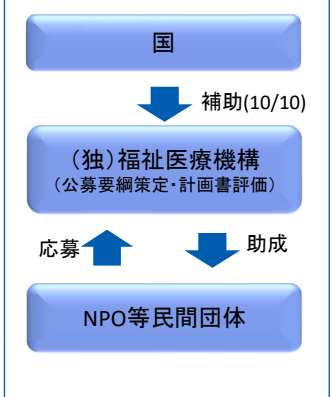 国
補助(10/10)
（独）福祉医療機構
（公募要綱策定・計画書評価）
応募
助成
NPO等民間団体